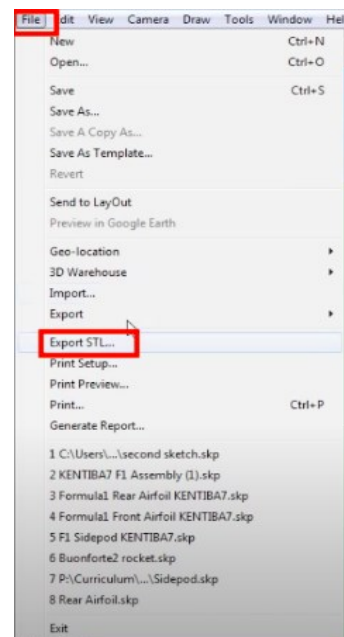 File Edit View Camera Draw Tools Window Hel
New Ctrl+N
Open... Ctrl+O
Save Ctrl+S
Save As...
Save A Copy As...
Save As Template...
Revert
Send to LayOut
Preview in Google Earth
Geo-location
3D Warehouse
Import...
Export
Export STL...
Print Setup...
Print Preview...
Print... Ctrl+P
Generate Report...
1 C:\Users\...\second sketch.skp
2 KENTIBA7 F1 Assembly (1).skp
3 Formula1 Rear Airfoil KENTIBA7.skp
4 Formula1 Front Airfoil KENTIBA7.skp
5 F1 Sidepod KENTIBA7.skp
6 Buonforte2 rocket.skp
7 P:\Curriculum\...\Sidepod.skp
8 Rear Airfoil.skp
Exit